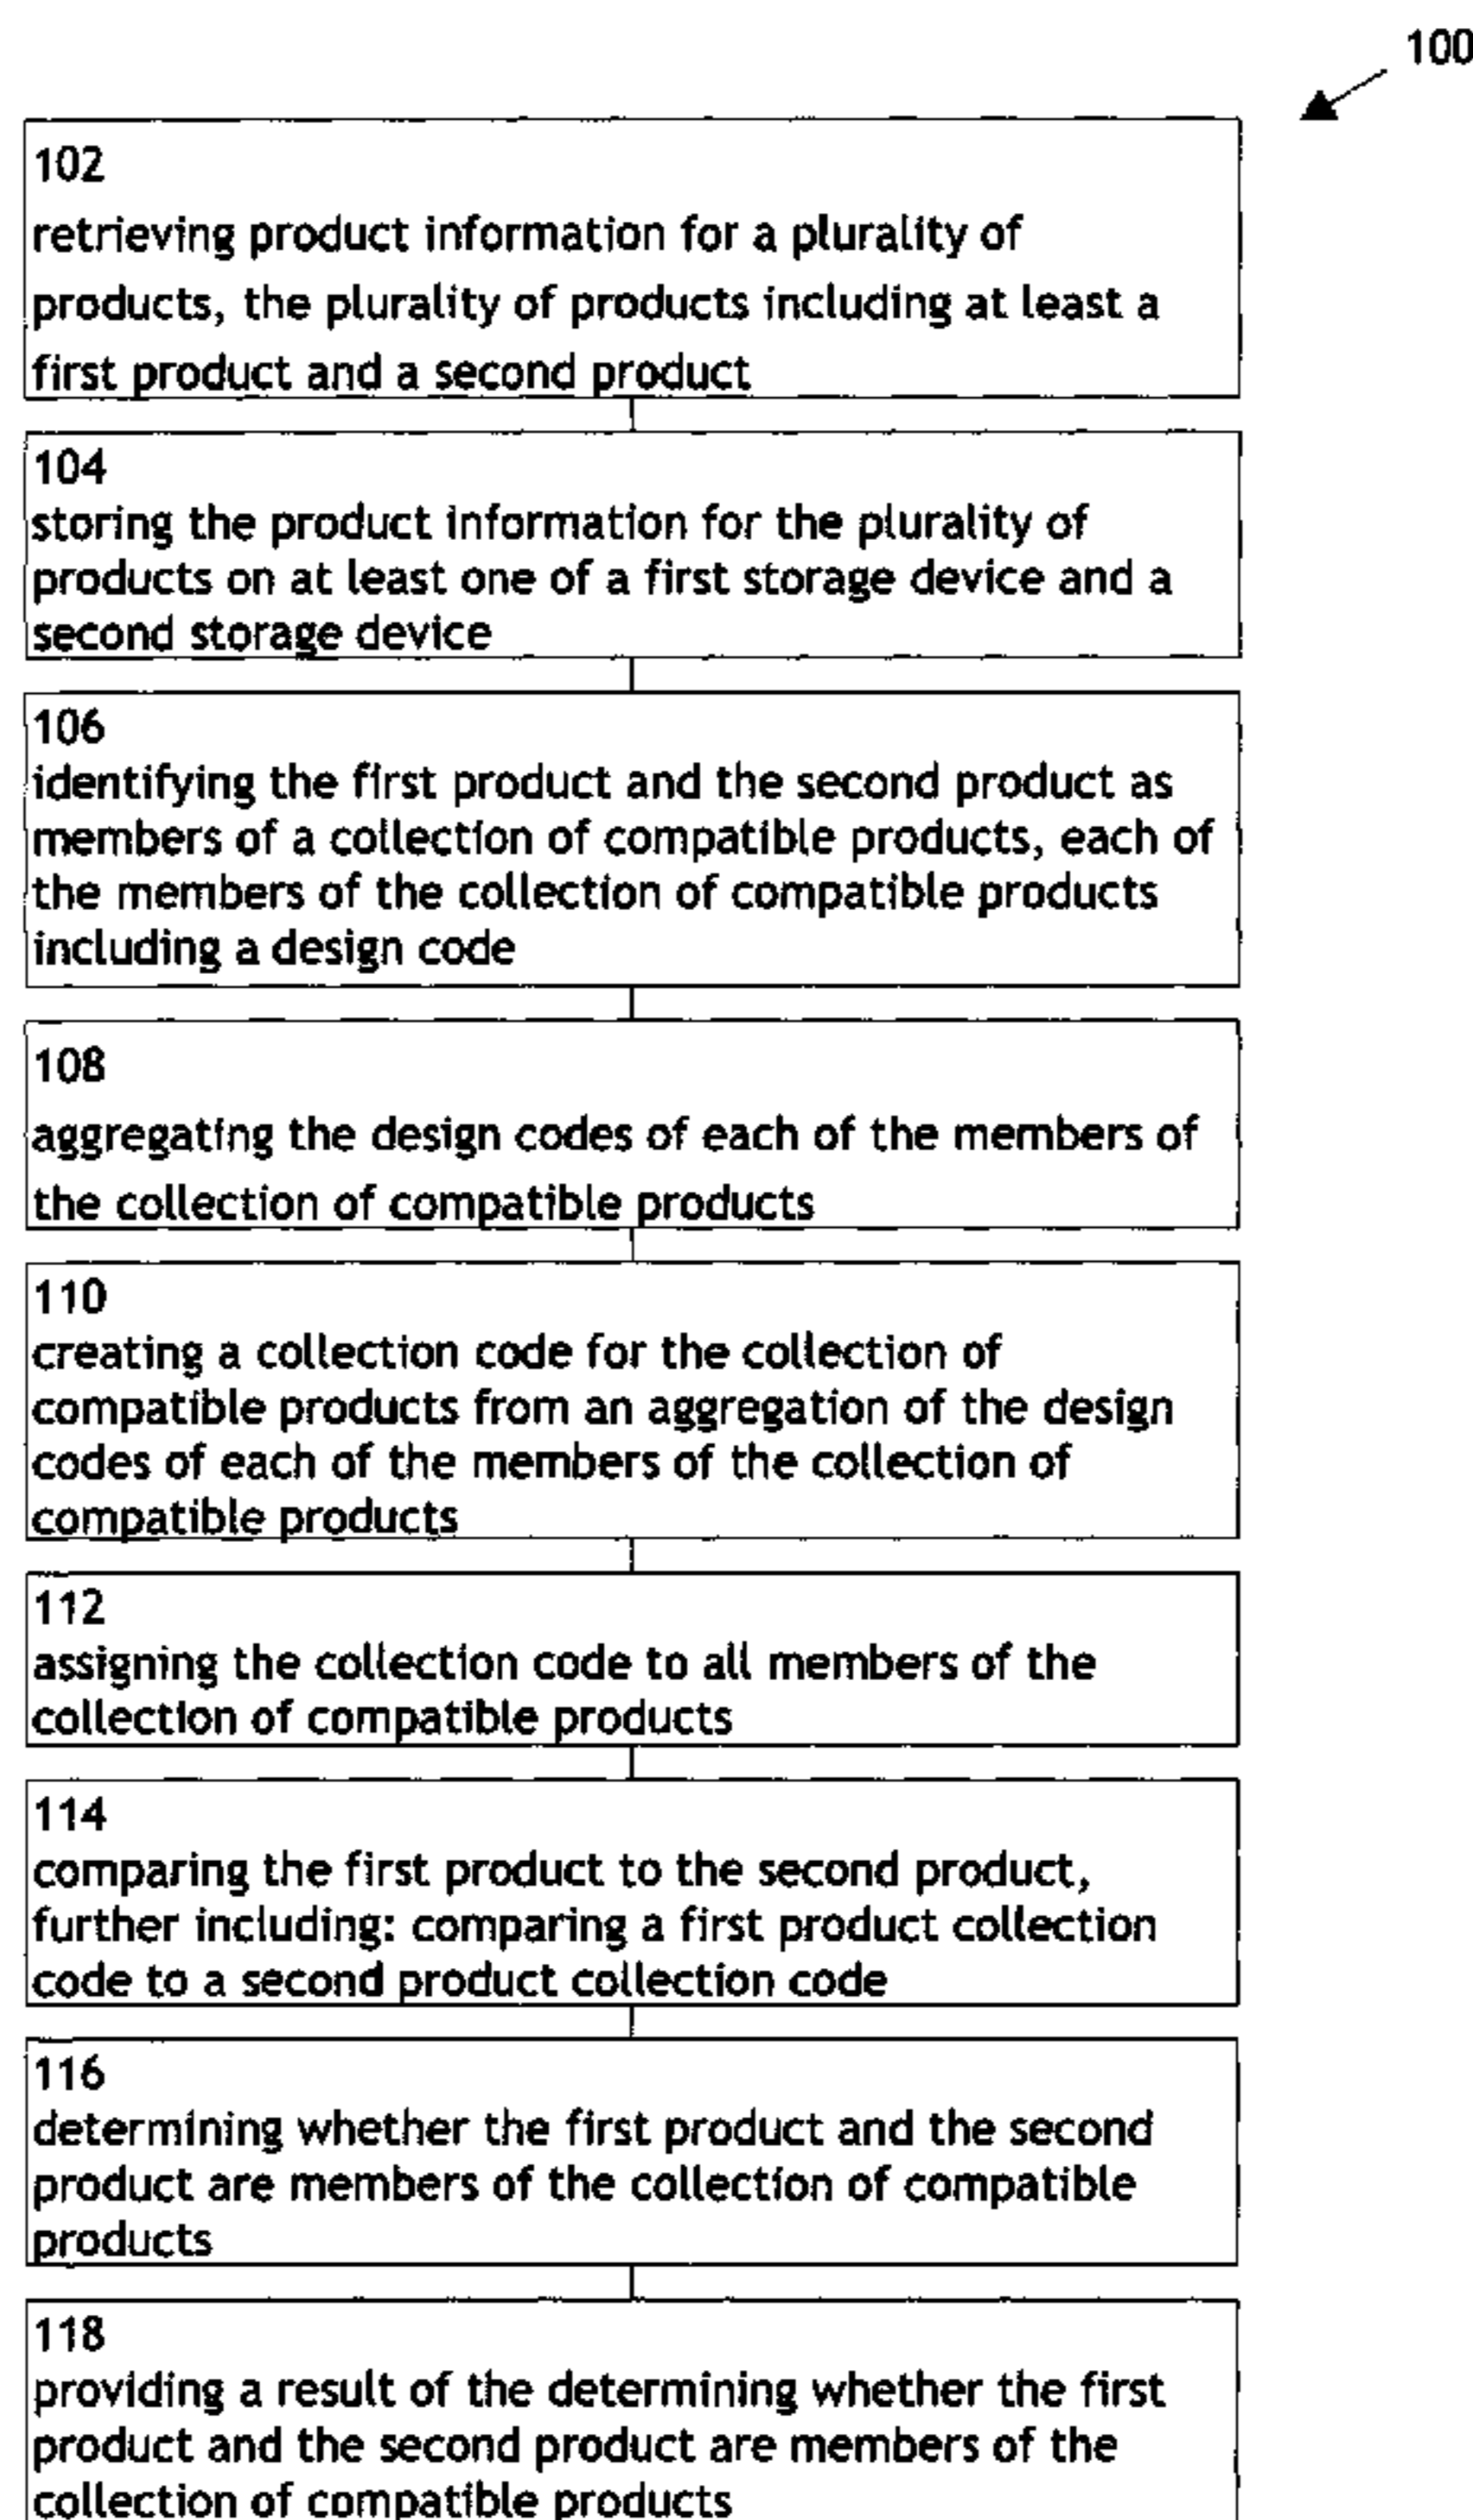 100
102
retrieving product information for a plurality of
products, the plurality of products including at least a
first product and a second product
104
storing the product information for the plurality of
products on at least one of a first storage device and a
second storage device
106
identifying the first product and the second product as
members of a collection of compatible products, each of
the members of the collection of compatible products
including a design code
108
aggregating the design codes of each of the members of
the collection of compatible products
110
creating a collection code for the collection of
compatible products from an aggregation of the design
codes of each of the members of the collection of
compatible products
112
assigning the collection code to all members of the
collection of compatible products
114
comparing the first product to the second product,
further including: comparing a first product collection
code to a second product collection code
116
determining whether the first product and the second
product are members of the collection of compatible
products
118
providing a result of the determining whether the first
product and the second product are members of the
collection of compatible products